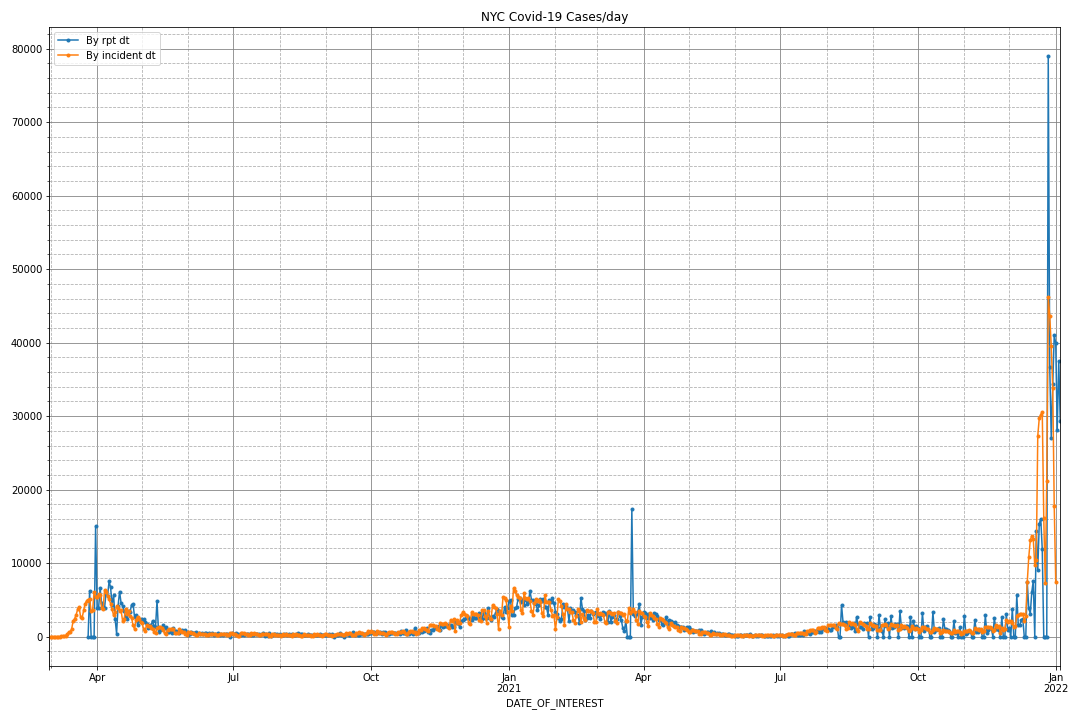 NYC Covid-19 Cases/day
By rpt dt
By incident dt
80000
70000
60000
50000
40000
30000
20000
10000
0
Apr Jul Oct Jan Apr Jul Oct Jan
2021 2022
DATE_OF_INTEREST